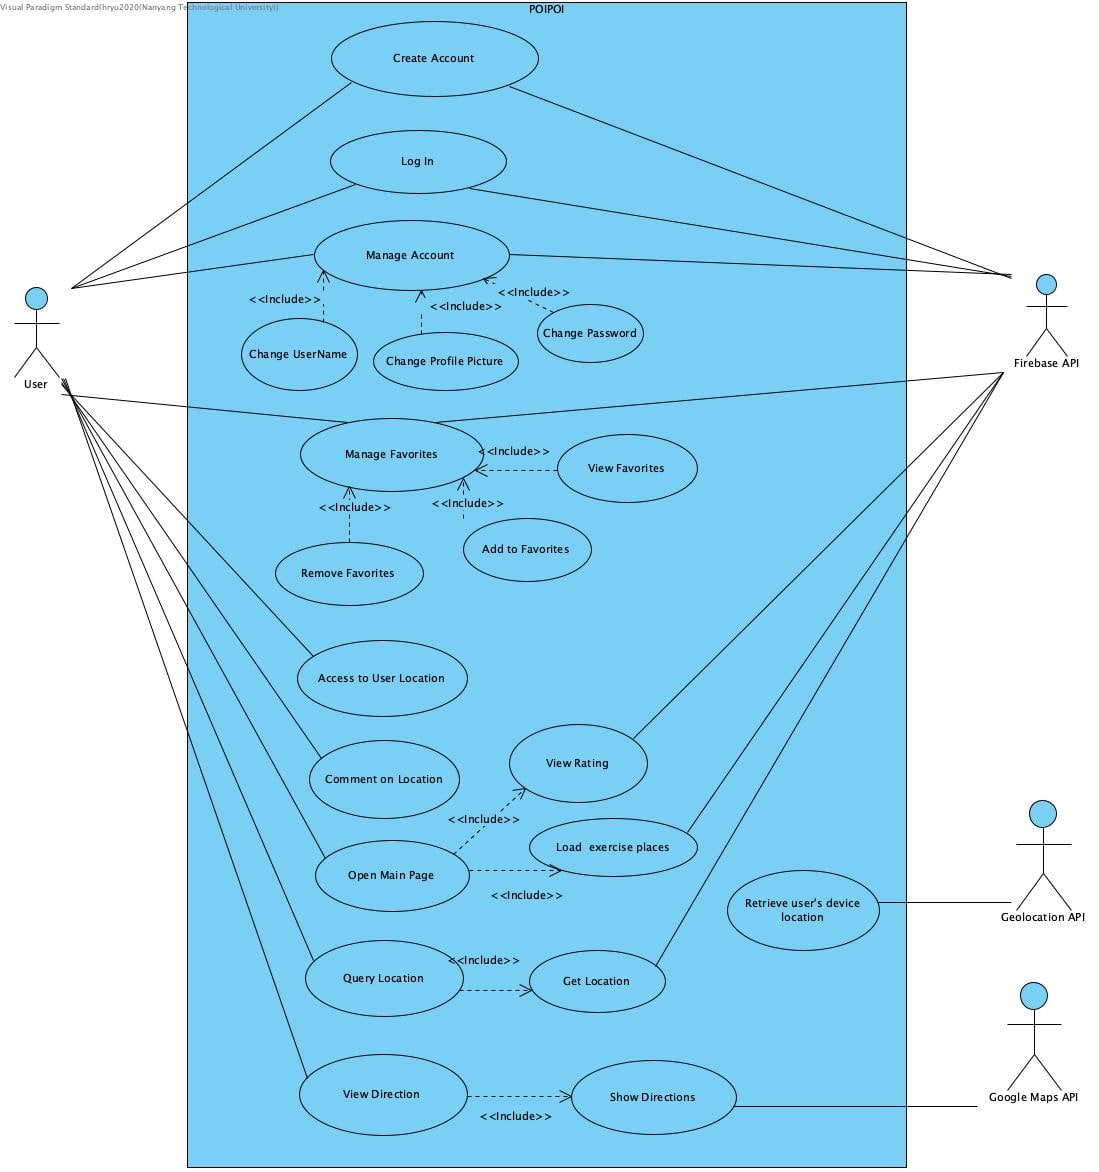 Visual Paradigm Standard(hryu2020(Nanyang Technological University))
POIPOI
Create Account
Log In
Manage Account
<<Include>>
<<Include>>
<<Include>>
Change UserName
Change Profile Picture
Change Password
User
Firebase API
Manage Favorites
<<Include>>
View Favorites
<<Include>>
<<Include>>
Add to Favorites
Remove Favorites
Access to User Location
View Rating
Comment on Location
<<Include>>
Load exercise places
Open Main Page
<<Include>>
Retrieve user's device
location
Geolocation API
<<Include>>
Query Location
Get Location
View Direction
Show Directions
<<Include>>
Google Maps API